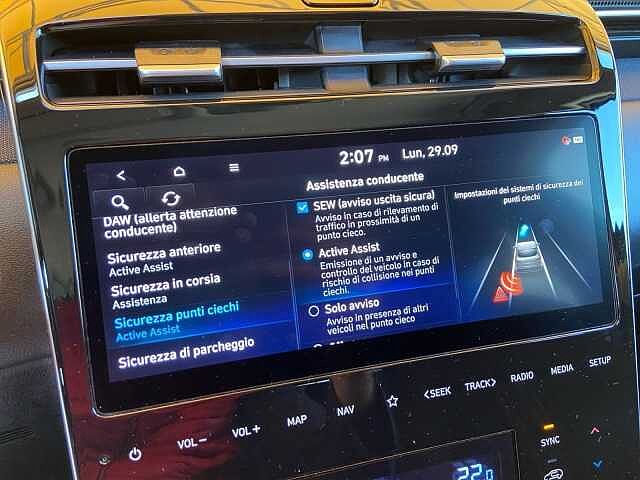 2:07 PM Lun, 29.09
Assistenza conducente
DAW (allerta attenzione
conducente)
Sicurezza anteriore
Active Assist
Sicurezza in corsia
Assistenza
Sicurezza punti ciechi
Active Assist
Sicurezza di parcheggio
SEW (avviso uscita sicura)
Avviso in caso di rilevamento di
traffico in prossimità di un
punto cieco.
Active Assist
Emissione di un avviso e
controllo del veicolo in caso di
rischio di collisione nei punti
ciechi.
Solo avviso
Avviso in presenza di altri
veicoli nel punto cieco
Impostazioni dei sistemi di sicurezza dei
punti ciechi
VOL− VOL+ MAP NAV <SEEK TRACK> RADIO MEDIA SETUP
SYNC
22.0